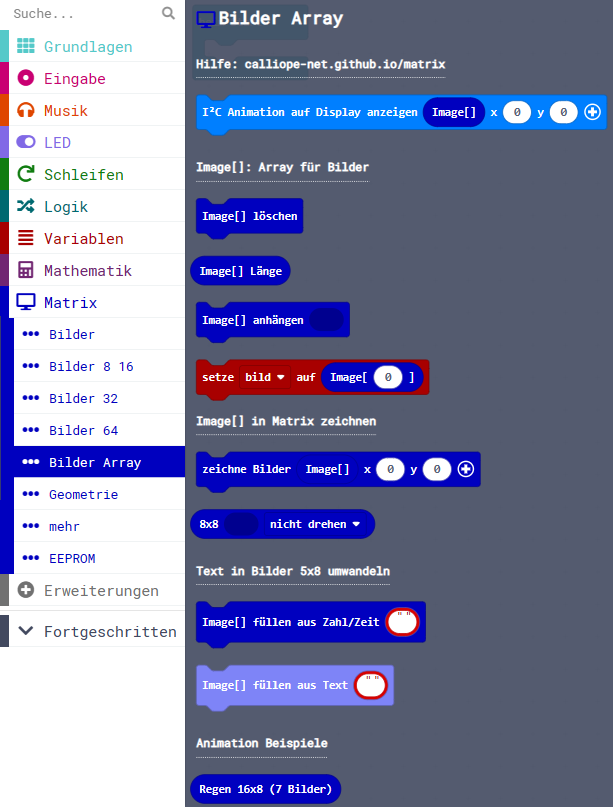 Suche...
Grundlagen
Eingabe
Musik
LED
Schleifen
Logik
Variablen
Mathematik
Matrix
Bilder
Bilder 8 16
Bilder 32
Bilder 64
Bilder Array
Geometrie
mehr
EEPROM
Erweiterungen
Fortgeschritten
Bilder Array
Hilfe: calliope-net.github.io/matrix
I²C Animation auf Display anzeigen Image[] x 0 y 0
Image[]: Array für Bilder
Image[] löschen
Image[] Länge
Image[] anhängen
setze bild auf Image[ 0 ]
Image[] in Matrix zeichnen
zeichne Bilder Image[] x 0 y 0
8x8 nicht drehen
Text in Bilder 5x8 umwandeln
Image[] füllen aus Zahl/Zeit " "
Image[] füllen aus Text " "
Animation Beispiele
Regen 16x8 (7 Bilder)